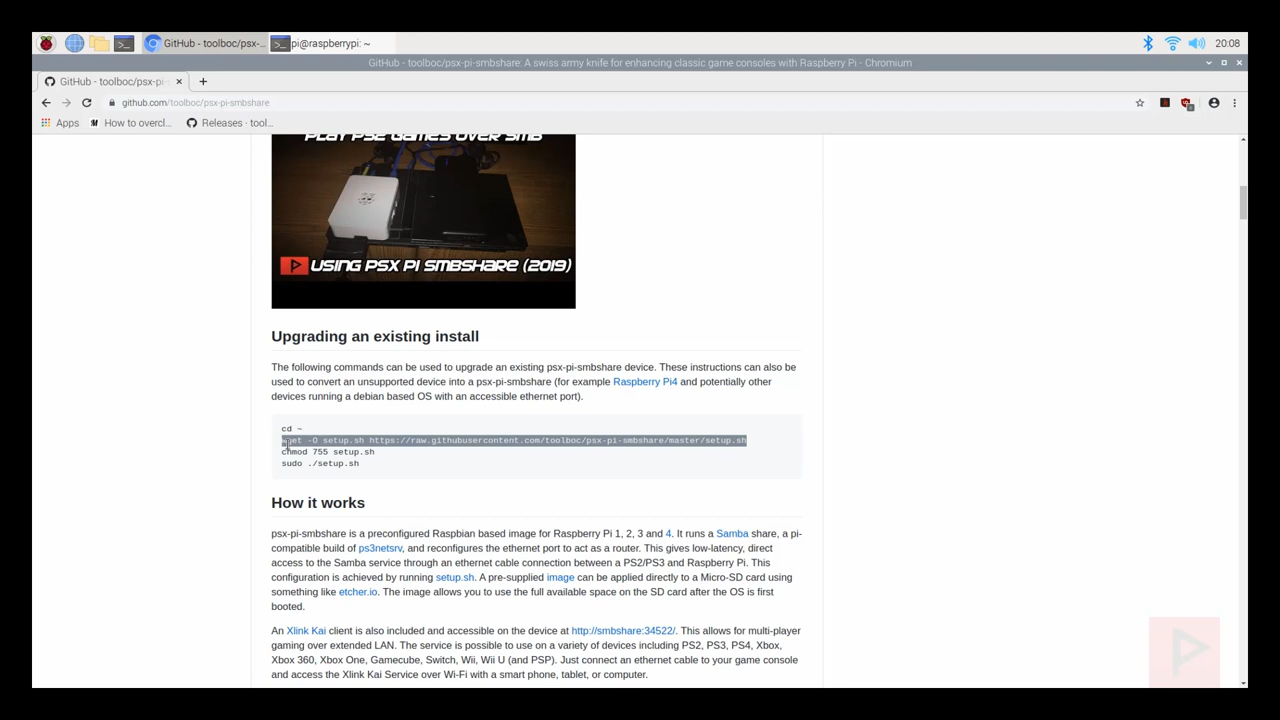 GitHub - toolboc/psx-...
pi@raspberrypi: ~
20:08
GitHub - toolboc/psx-pi-smbshare: A swiss army knife for enhancing classic game consoles with Raspberry Pi - Chromium
GitHub - toolboc/psx-pi-
github.com/toolboc/psx-pi-smbshare
Apps
How to overcl...
Releases · tool...
PLAY PS2 GAMES OVER SMB
USING PSX PI SMBSHARE (2019)
Upgrading an existing install
The following commands can be used to upgrade an existing psx-pi-smbshare device. These instructions can also be
used to convert an unsupported device into a psx-pi-smbshare (for example Raspberry Pi4 and potentially other
devices running a debian based OS with an accessible ethernet port).
cd ~
wget -O setup.sh https://raw.githubusercontent.com/toolboc/psx-pi-smbshare/master/setup.sh
chmod 755 setup.sh
sudo ./setup.sh
How it works
psx-pi-smbshare is a preconfigured Raspbian based image for Raspberry Pi 1, 2, 3 and 4. It runs a Samba share, a pi-
compatible build of ps3netsrv, and reconfigures the ethernet port to act as a router. This gives low-latency, direct
access to the Samba service through an ethernet cable connection between a PS2/PS3 and Raspberry Pi. This
configuration is achieved by running setup.sh. A pre-supplied image can be applied directly to a Micro-SD card using
something like etcher.io. The image allows you to use the full available space on the SD card after the OS is first
booted.
An Xlink Kai client is also included and accessible on the device at http://smbshare:34522/. This allows for multi-player
gaming over extended LAN. The service is possible to use on a variety of devices including PS2, PS3, PS4, Xbox,
Xbox 360, Xbox One, Gamecube, Switch, Wii, Wii U (and PSP). Just connect an ethernet cable to your game console
and access the Xlink Kai Service over Wi-Fi with a smart phone, tablet, or computer.